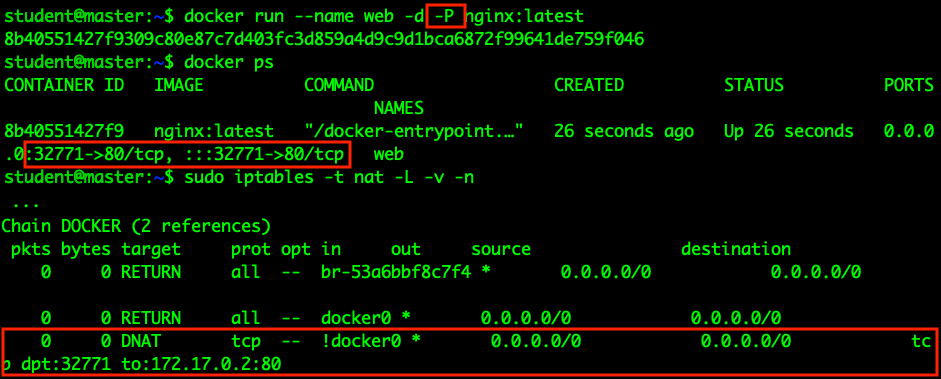 student@master:~$ docker run --name web -d -P nginx:latest
8b40551427f9309c80e87c7d403fc3d859a4d9c9d1bca6872f99641de759f046
student@master:~$ docker ps
CONTAINER ID   IMAGE          COMMAND                  CREATED          STATUS          PORTS
                                   NAMES
8b40551427f9   nginx:latest   "/docker-entrypoint.…"   26 seconds ago   Up 26 seconds   0.0.0
.0:32771->80/tcp, :::32771->80/tcp   web
student@master:~$ sudo iptables -t nat -L -v -n
...
Chain DOCKER (2 references)
 pkts bytes target     prot opt in     out     source               destination
    0     0 RETURN     all  --  br-53a6bbf8c7f4 *       0.0.0.0/0            0.0.0.0/0
    0     0 RETURN     all  --  docker0 *       0.0.0.0/0            0.0.0.0/0
    0     0 DNAT       tcp  --  !docker0 *       0.0.0.0/0            0.0.0.0/0            tc
p dpt:32771 to:172.17.0.2:80